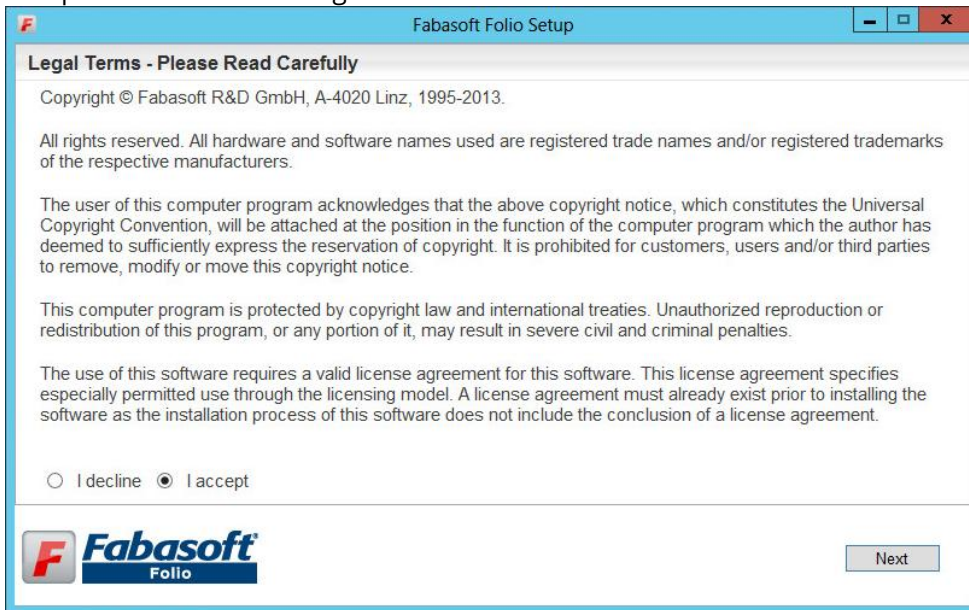 Fabasoft Folio Setup
Legal Terms - Please Read Carefully
Copyright © Fabasoft R&D GmbH, A-4020 Linz, 1995-2013.
All rights reserved. All hardware and software names used are registered trade names and/or registered trademarks
of the respective manufacturers.
The user of this computer program acknowledges that the above copyright notice, which constitutes the Universal
Copyright Convention, will be attached at the position in the function of the computer program which the author has
deemed to sufficiently express the reservation of copyright. It is prohibited for customers, users and/or third parties
to remove, modify or move this copyright notice.
This computer program is protected by copyright law and international treaties. Unauthorized reproduction or
redistribution of this program, or any portion of it, may result in severe civil and criminal penalties.
The use of this software requires a valid license agreement for this software. This license agreement specifies
especially permitted use through the licensing model. A license agreement must already exist prior to installing the
software as the installation process of this software does not include the conclusion of a license agreement.
I decline I accept
F Fabasoft
Folio
Next